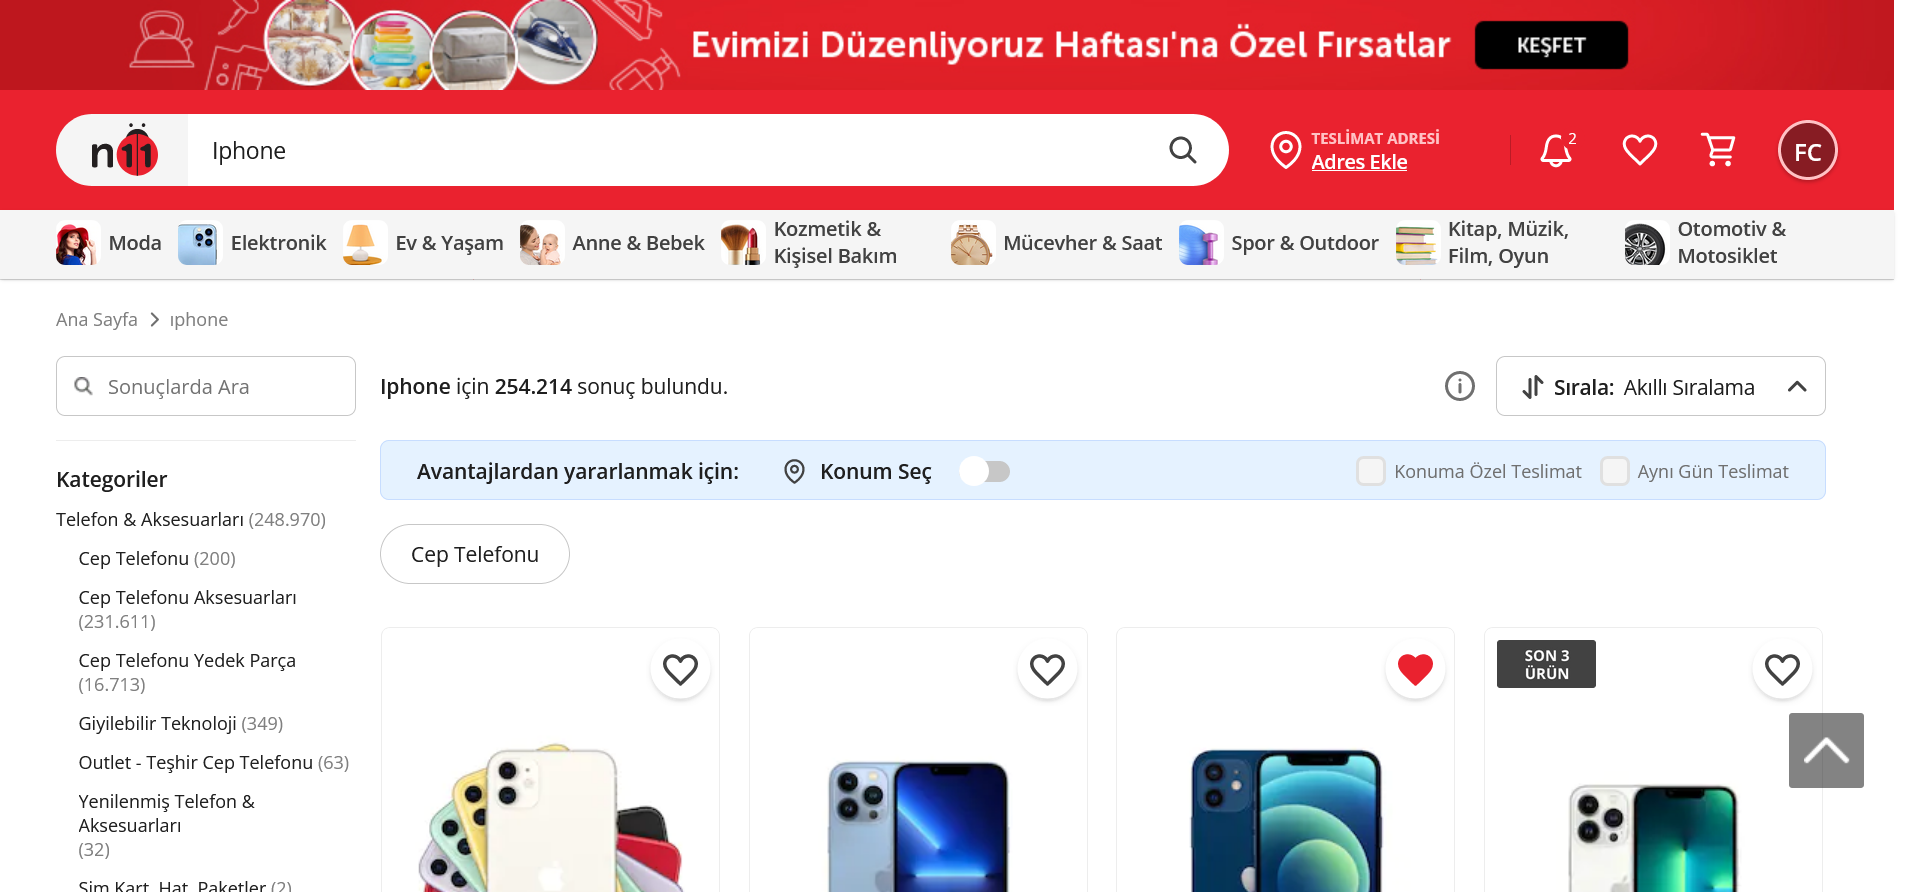 Evimizi Düzenliyoruz Haftası'na Özel Fırsatlar
KEŞFET
n11
Iphone
TESLİMAT ADRESİ
Adres Ekle
2
FC
Moda
Elektronik
Ev & Yaşam
Anne & Bebek
Kozmetik &
Kişisel Bakım
Mücevher & Saat
Spor & Outdoor
Kitap, Müzik,
Film, Oyun
Otomotiv &
Motosiklet
Ana Sayfa
ıphone
Sonuçlarda Ara
Iphone için 254.214 sonuç bulundu.
Sırala: Akıllı Sıralama
Avantajlardan yararlanmak için:
Konum Seç
Konuma Özel Teslimat
Aynı Gün Teslimat
Kategoriler
Telefon & Aksesuarları (248.970)
Cep Telefonu (200)
Cep Telefonu Aksesuarları
(231.611)
Cep Telefonu Yedek Parça
(16.713)
Giyilebilir Teknoloji (349)
Outlet - Teşhir Cep Telefonu (63)
Yenilenmiş Telefon &
Aksesuarları
(32)
Sim Kart, Hat, Paketler (2)
Cep Telefonu
SON 3
ÜRÜN